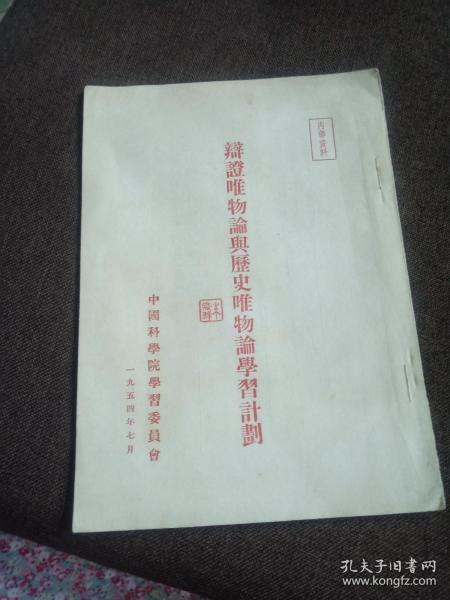 内部資料
辯證唯物論與歷史唯物論學習計劃
中國科學院學習委員會
一九五四年七月
孔夫子旧书网
www.kongfz.com